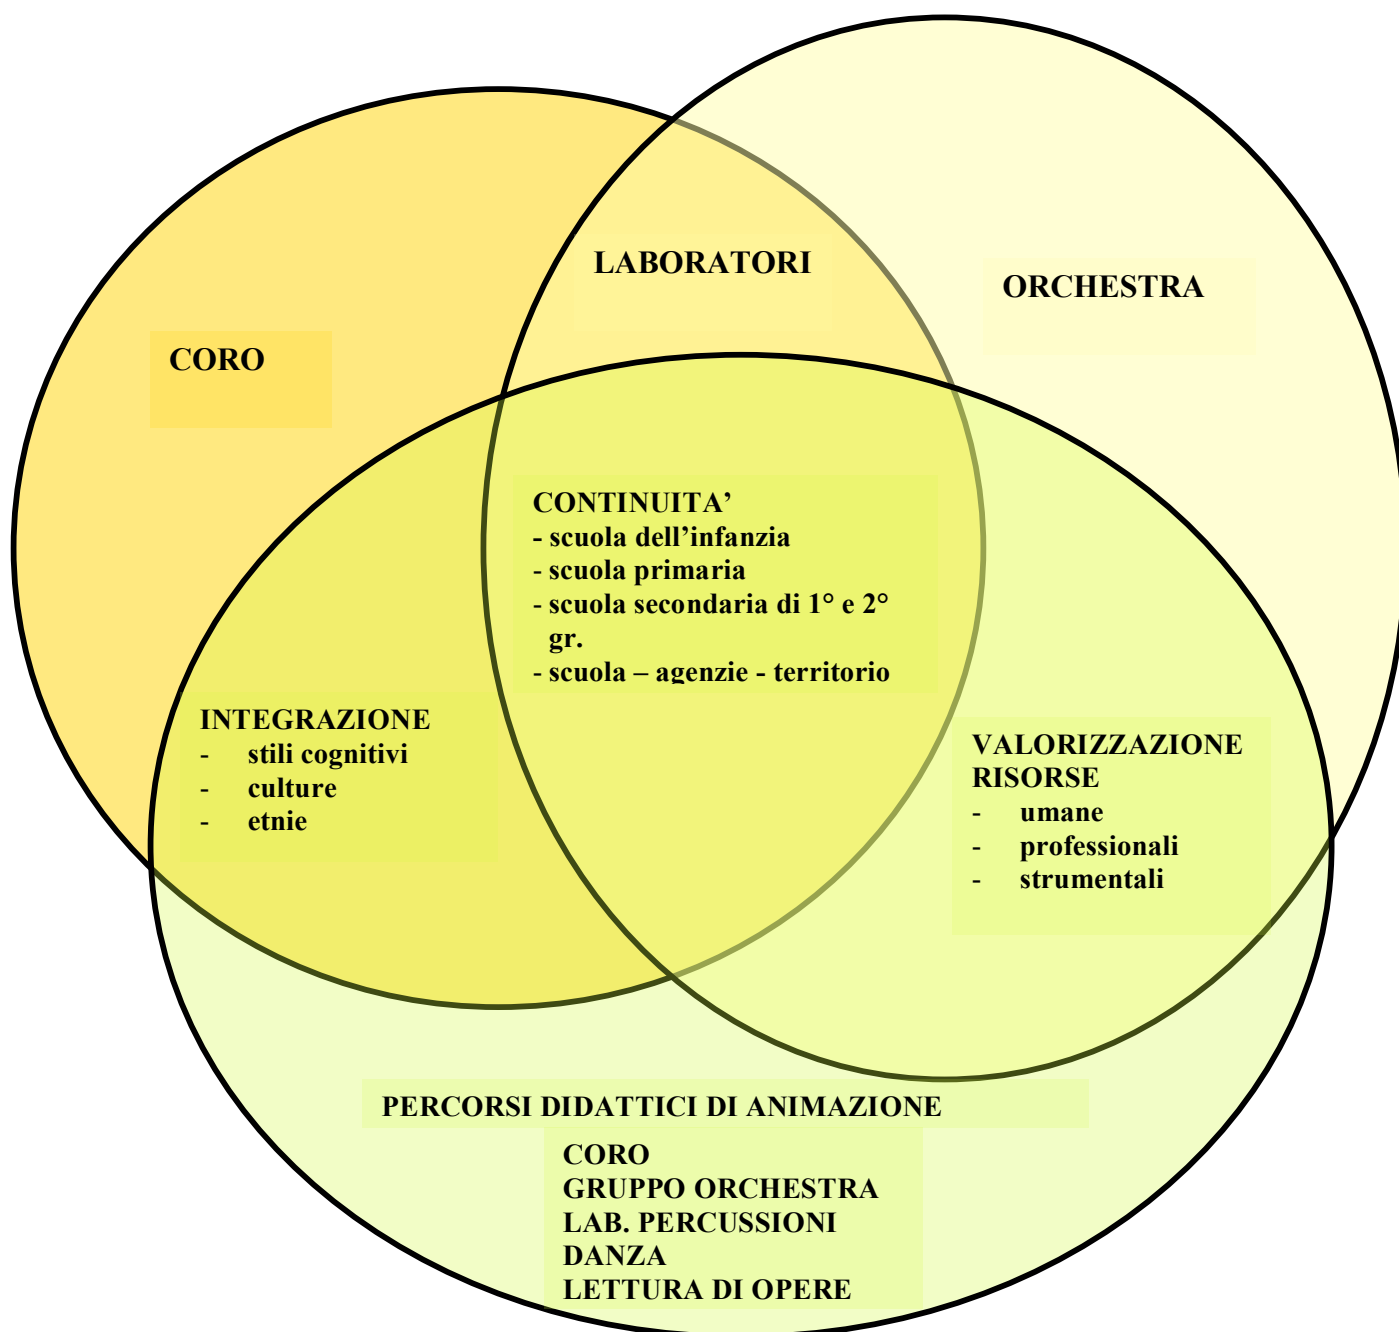 LABORATORI
ORCHESTRA
CORO
CONTINUITA’
- scuola dell’infanzia
- scuola primaria
- scuola secondaria di 1° e 2°
gr.
- scuola – agenzie - territorio
INTEGRAZIONE
- stili cognitivi
- culture
- etnie
VALORIZZAZIONE
RISORSE
- umane
- professionali
- strumentali
PERCORSI DIDATTICI DI ANIMAZIONE
CORO
GRUPPO ORCHESTRA
LAB. PERCUSSIONI
DANZA
LETTURA DI OPERE